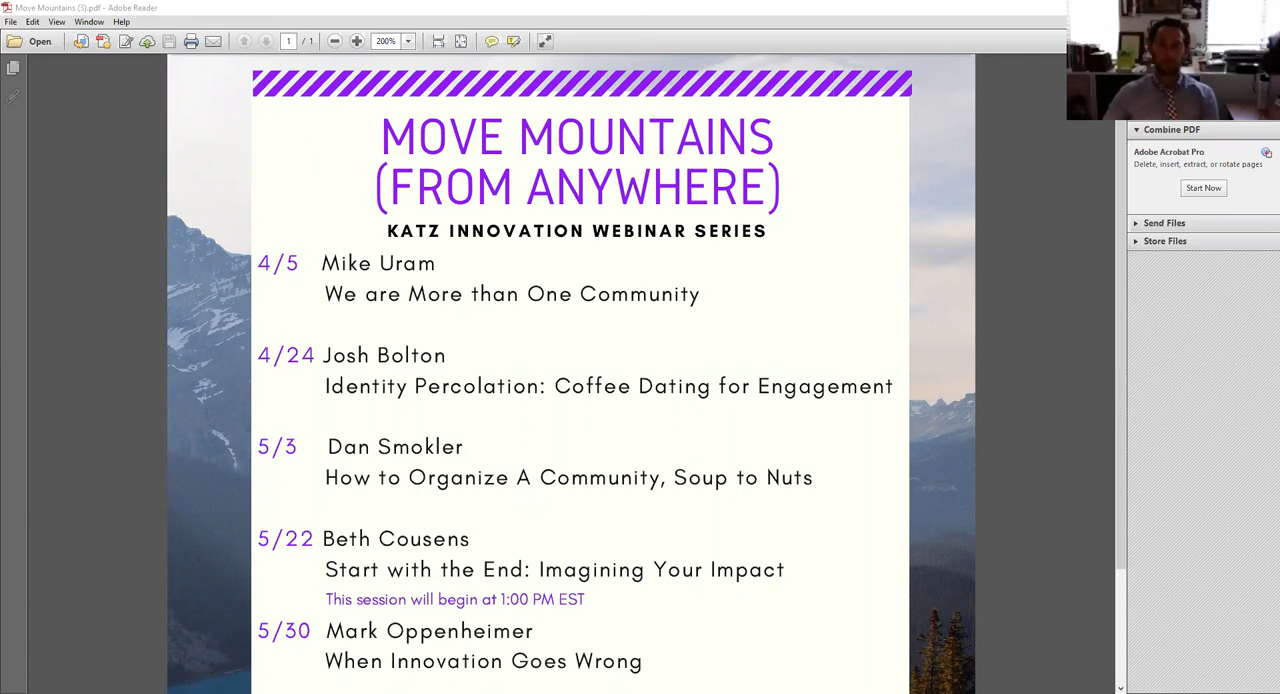 Move Mountains (3).pdf - Adobe Reader
File Edit View Window Help
Open 1 / 1 200%
MOVE MOUNTAINS
(FROM ANYWHERE)
KATZ INNOVATION WEBINAR SERIES
4/5 Mike Uram
We are More than One Community
4/24 Josh Bolton
Identity Percolation: Coffee Dating for Engagement
5/3 Dan Smokler
How to Organize A Community, Soup to Nuts
5/22 Beth Cousens
Start with the End: Imagining Your Impact
This session will begin at 1:00 PM EST
5/30 Mark Oppenheimer
When Innovation Goes Wrong
Combine PDF
Adobe Acrobat Pro
Delete, insert, extract, or rotate pages
Start Now
Send Files
Store Files